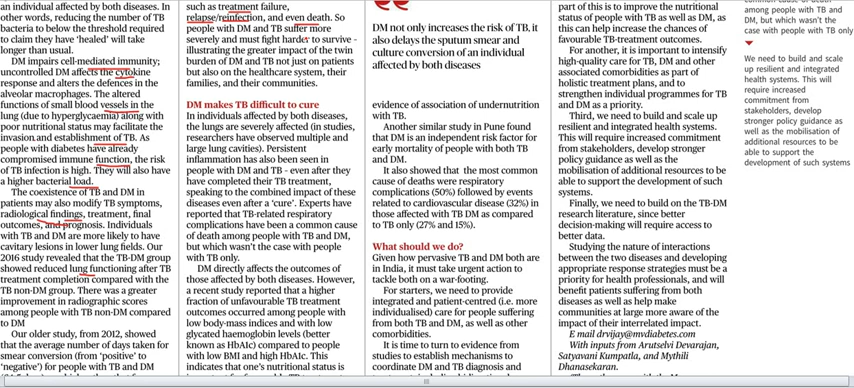 an individual affected by both diseases. In
other words, reducing the number of TB
bacteria to below the threshold required
to claim they have 'healed' will take
longer than usual.
DM impairs cell-mediated immunity;
uncontrolled DM affects the cytokine
response and alters the defences in the
alveolar macrophages. The altered
functions of small blood vessels in the
lung (due to hyperglycaemia) along with
poor nutritional status may facilitate the
invasion and establishment of TB. As
people with diabetes have already
compromised immune function, the risk
of TB infection is high. They will also have
a higher bacterial load.
The coexistence of TB and DM in
patients may also modify TB symptoms,
radiological findings, treatment, final
outcomes, and prognosis. Individuals
with TB and DM are more likely to have
cavitary lesions in lower lung fields. Our
2016 study revealed that the TB-DM group
showed reduced lung functioning after TB
treatment completion compared with the
TB non-DM group. There was a greater
improvement in radiographic scores
among people with TB non-DM compared
to DM
Our older study, from 2012, showed
that the average number of days taken for
smear conversion (from 'positive' to
'negative') for people with TB and DM
such as treatment failure,
relapse/reinfection, and even death. So
people with DM and TB suffer more
severely and must fight harder to survive -
illustrating the greater impact of the twin
burden of DM and TB not just on patients
but also on the healthcare system, their
families, and their communities.
DM makes TB difficult to cure
In individuals affected by both diseases,
the lungs are severely affected (in studies,
researchers have observed multiple and
large lung cavities). Persistent
inflammation has also been seen in
people with DM and TB - even after they
have completed their TB treatment,
speaking to the combined impact of these
diseases even after a 'cure'. Experts have
reported that TB-related respiratory
complications have been a common cause
of death among people with TB and DM,
but which wasn't the case with people
with TB only.
DM directly affects the outcomes of
those affected by both diseases. However,
a recent study reported that a higher
fraction of unfavourable TB treatment
outcomes occurred among people with
low body-mass indices and with low
glycated haemoglobin levels (better
known as HbA1c) compared to people
with low BMI and high HbA1c. This
indicates that one's nutritional status is
DM not only increases the risk of TB, it
also delays the sputum smear and
culture conversion of an individual
affected by both diseases
evidence of association of undernutrition
with TB.
Another similar study in Pune found
that DM is an independent risk factor for
early mortality of people with both TB
and DM.
It also showed that the most common
cause of deaths were respiratory
complications (50%) followed by events
related to cardiovascular disease (32%) in
those affected with TB DM as compared
to TB only (27% and 15%).
What should we do?
Given how pervasive TB and DM both are
in India, it must take urgent action to
tackle both on a war-footing.
For starters, we need to provide
integrated and patient-centred (i.e. more
individualised) care for people suffering
from both TB and DM, as well as other
comorbidities.
It is time to turn to evidence from
studies to establish mechanisms to
coordinate DM and TB diagnosis and
part of this is to improve the nutritional
status of people with TB as well as DM, as
this can help increase the chances of
favourable TB-treatment outcomes.
For another, it is important to intensify
high-quality care for TB, DM and other
associated comorbidities as part of
holistic treatment plans, and to
strengthen individual programmes for TB
and DM as a priority.
Third, we need to build and scale up
resilient and integrated health systems.
This will require increased commitment
from stakeholders, develop stronger
policy guidance as well as the
mobilisation of additional resources to be
able to support the development of such
systems.
Finally, we need to build on the TB-DM
research literature, since better
decision-making will require access to
better data.
Studying the nature of interactions
between the two diseases and developing
appropriate response strategies must be a
priority for health professionals, and will
benefit patients suffering from both
diseases as well as help make
communities at large more aware of the
impact of their interrelated impact.
E mail drvijay@mvdiabetes.com
With inputs from Arutselvi Devarajan,
Satyavani Kumpatla, and Mythili
Dhanasekaran.
common cause of death
among people with TB and
DM, but which wasn't the
case with people with TB only
We need to build and scale
up resilient and integrated
health systems. This will
require increased
commitment from
stakeholders, develop
stronger policy guidance as
well as the mobilisation of
additional resources to be
able to support the
development of such systems